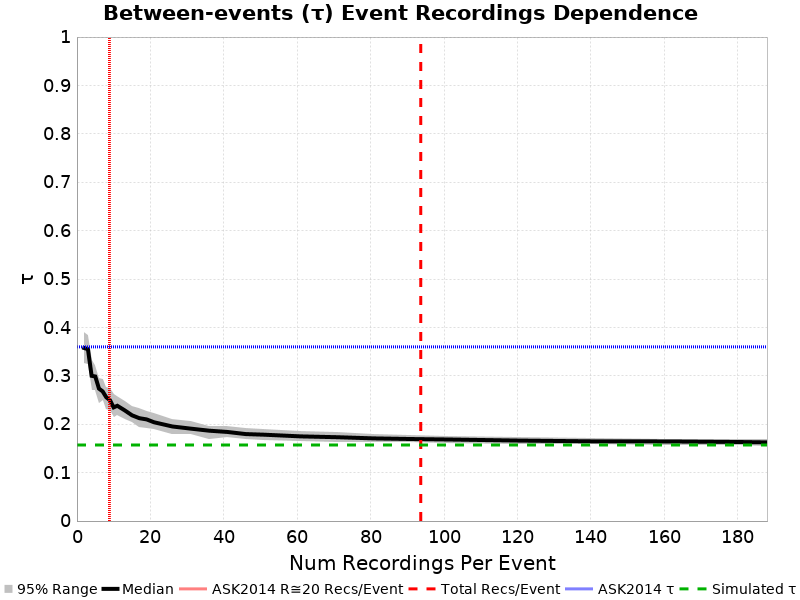 Between-events (τ) Event Recordings Dependence
1
0.9
0.8
0.7
0.6
0.5
0.4
0.3
0.2
0.1
0
τ
0 20 40 60 80 100 120 140 160 180
Num Recordings Per Event
95% Range Median ASK2014 R≅20 Recs/Event Total Recs/Event ASK2014 τ Simulated τ